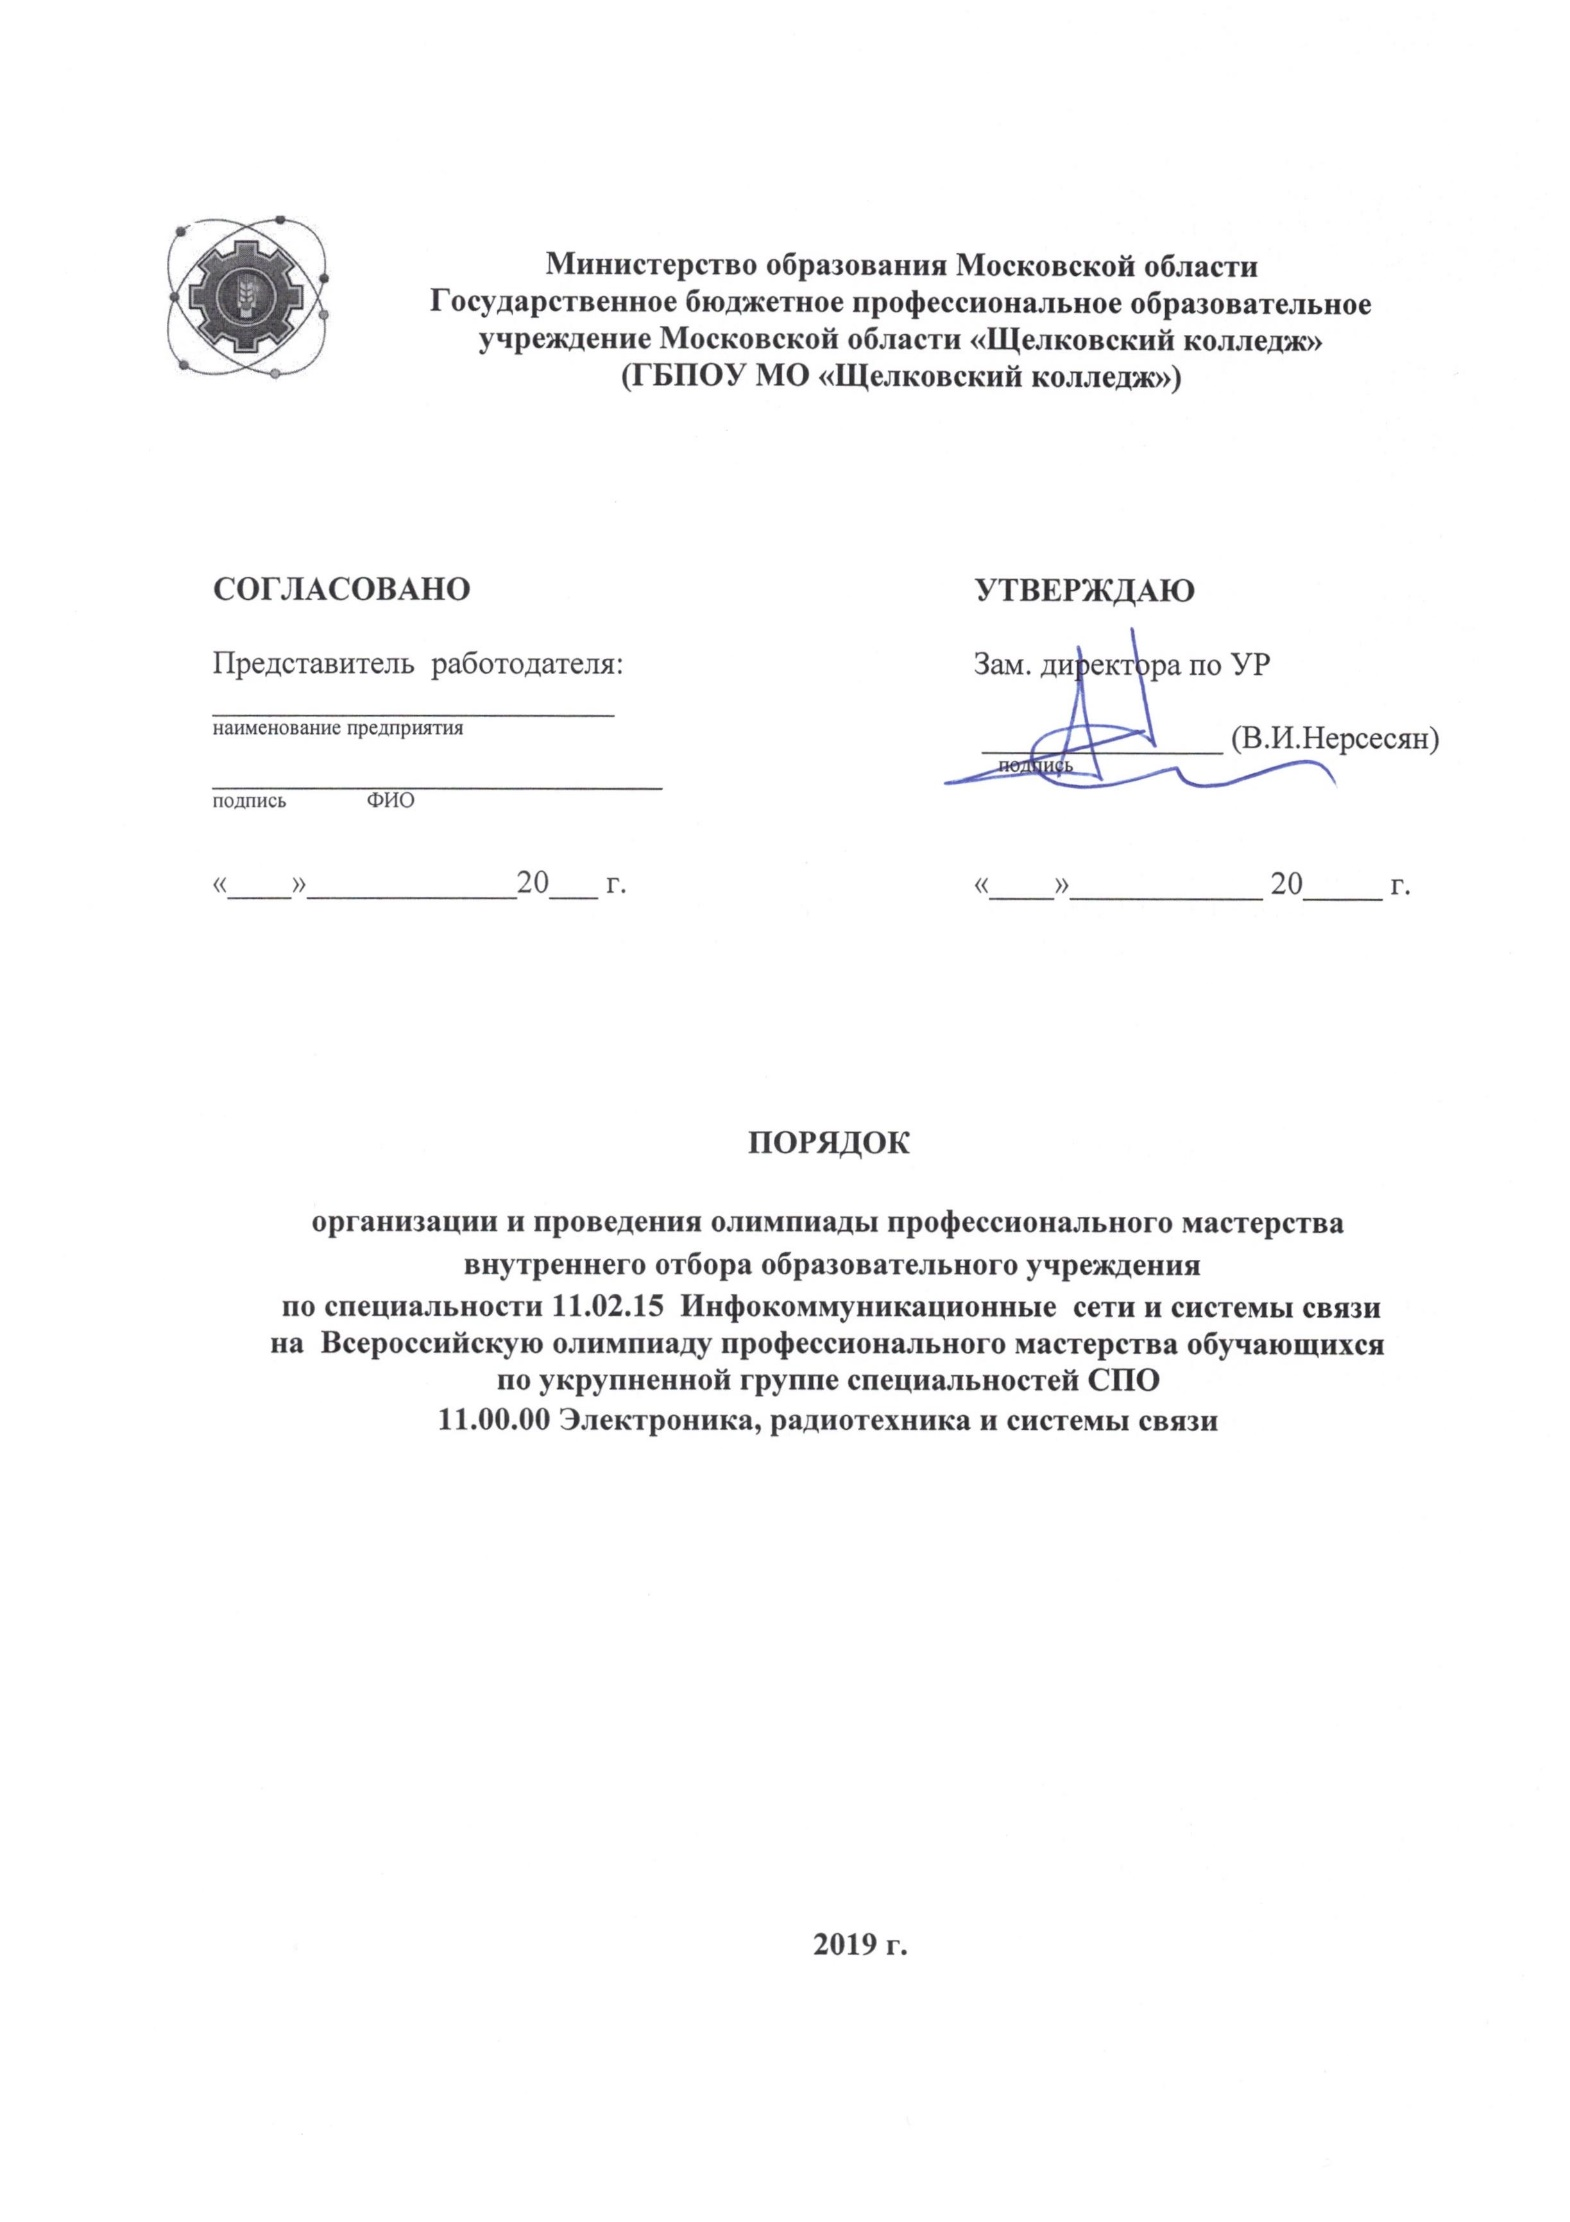 Министерство образования Московской области
Государственное бюджетное профессиональное образовательное
учреждение Московской области «Щелковский колледж»
(ГБПОУ МО «Щелковский колледж»)
СОГЛАСОВАНО
Представитель  работодателя:
_________________________
наименование предприятия
____________________________
подпись ФИО
«____»_____________20___ г.
УТВЕРЖДАЮ
Зам. директора по УР
_______________ (В.И.Нерсесян)
подпись
«____»____________ 20_____ г.
ПОРЯДОК
организации и проведения олимпиады профессионального мастерства
внутреннего отбора образовательного учреждения
по специальности 11.02.15  Инфокоммуникационные  сети и системы связи
на  Всероссийскую олимпиаду профессионального мастерства обучающихся
по укрупненной группе специальностей СПО
11.00.00 Электроника, радиотехника и системы связи
2019 г.